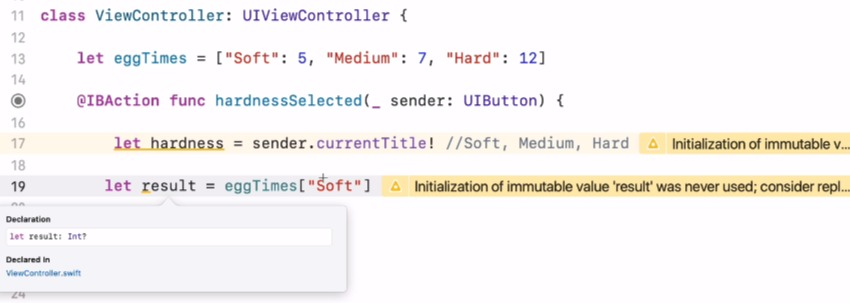 11 class ViewController: UIViewController {
12
13 let eggTimes = ["Soft": 5, "Medium": 7, "Hard": 12]
14
@IBAction func hardnessSelected(_ sender: UIButton) {
16
17 let hardness = sender.currentTitle! //Soft, Medium, Hard Initialization of immutable v...
18
19 let result = eggTimes["Soft"] Initialization of immutable value 'result' was never used; consider repl...
Declaration
let result: Int?
Declared In
ViewController.swift
24